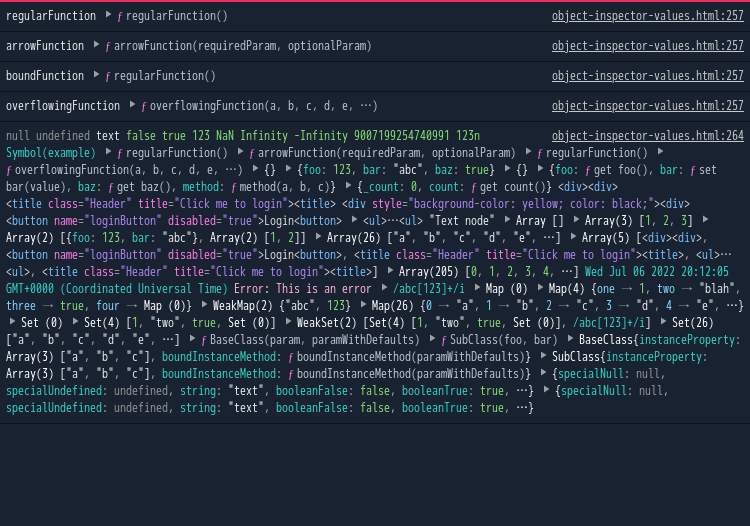 regularFunction ▶ ƒ regularFunction() object-inspector-values.html:257
arrowFunction ▶ ƒ arrowFunction(requiredParam, optionalParam) object-inspector-values.html:257
boundFunction ▶ ƒ regularFunction() object-inspector-values.html:257
overflowingFunction ▶ ƒ overflowingFunction(a, b, c, d, e, …) object-inspector-values.html:257
null undefined text false true 123 NaN Infinity -Infinity 9007199254740991 123n object-inspector-values.html:264
Symbol(example) ▶ ƒ regularFunction() ▶ ƒ arrowFunction(requiredParam, optionalParam) ▶ ƒ regularFunction() ▶
ƒ overflowingFunction(a, b, c, d, e, …) ▶ {} ▶ {foo: 123, bar: "abc", baz: true} ▶ {} ▶ {foo: ƒ get foo(), bar: ƒ set
bar(value), baz: ƒ get baz(), method: ƒ method(a, b, c)} ▶ {_count: 0, count: ƒ get count()} <div><div>
<title class="Header" title="Click me to login"><title> <div style="background-color: yellow; color: black;"><div>
<button name="loginButton" disabled="true">Login<button> ▶ <ul>…<ul> "Text node" ▶ Array [] ▶ Array(3) [1, 2, 3] ▶
Array(2) [{foo: 123, bar: "abc"}, Array(2) [1, 2]] ▶ Array(26) ["a", "b", "c", "d", "e", …] ▶ Array(5) [<div><div>,
<button name="loginButton" disabled="true">Login<button>, <title class="Header" title="Click me to login"><title>, <ul>…
<ul>, <title class="Header" title="Click me to login"><title>] ▶ Array(205) [0, 1, 2, 3, 4, …] Wed Jul 06 2022 20:12:05
GMT+0000 (Coordinated Universal Time) Error: This is an error ▶ /abc[123]+/i ▶ Map (0) ▶ Map(4) {one → 1, two → "blah",
three → true, four → Map (0)} ▶ WeakMap(2) {"abc", 123} ▶ Map(26) {0 → "a", 1 → "b", 2 → "c", 3 → "d", 4 → "e", …}
▶ Set (0) ▶ Set(4) [1, "two", true, Set (0)] ▶ WeakSet(2) [Set(4) [1, "two", true, Set (0)], /abc[123]+/i] ▶ Set(26)
["a", "b", "c", "d", "e", …] ▶ ƒ BaseClass(param, paramWithDefaults) ▶ ƒ SubClass(foo, bar) ▶ BaseClass{instanceProperty:
Array(3) ["a", "b", "c"], boundInstanceMethod: ƒ boundInstanceMethod(paramWithDefaults)} ▶ SubClass{instanceProperty:
Array(3) ["a", "b", "c"], boundInstanceMethod: ƒ boundInstanceMethod(paramWithDefaults)} ▶ {specialNull: null,
specialUndefined: undefined, string: "text", booleanFalse: false, booleanTrue: true, …} ▶ {specialNull: null,
specialUndefined: undefined, string: "text", booleanFalse: false, booleanTrue: true, …}